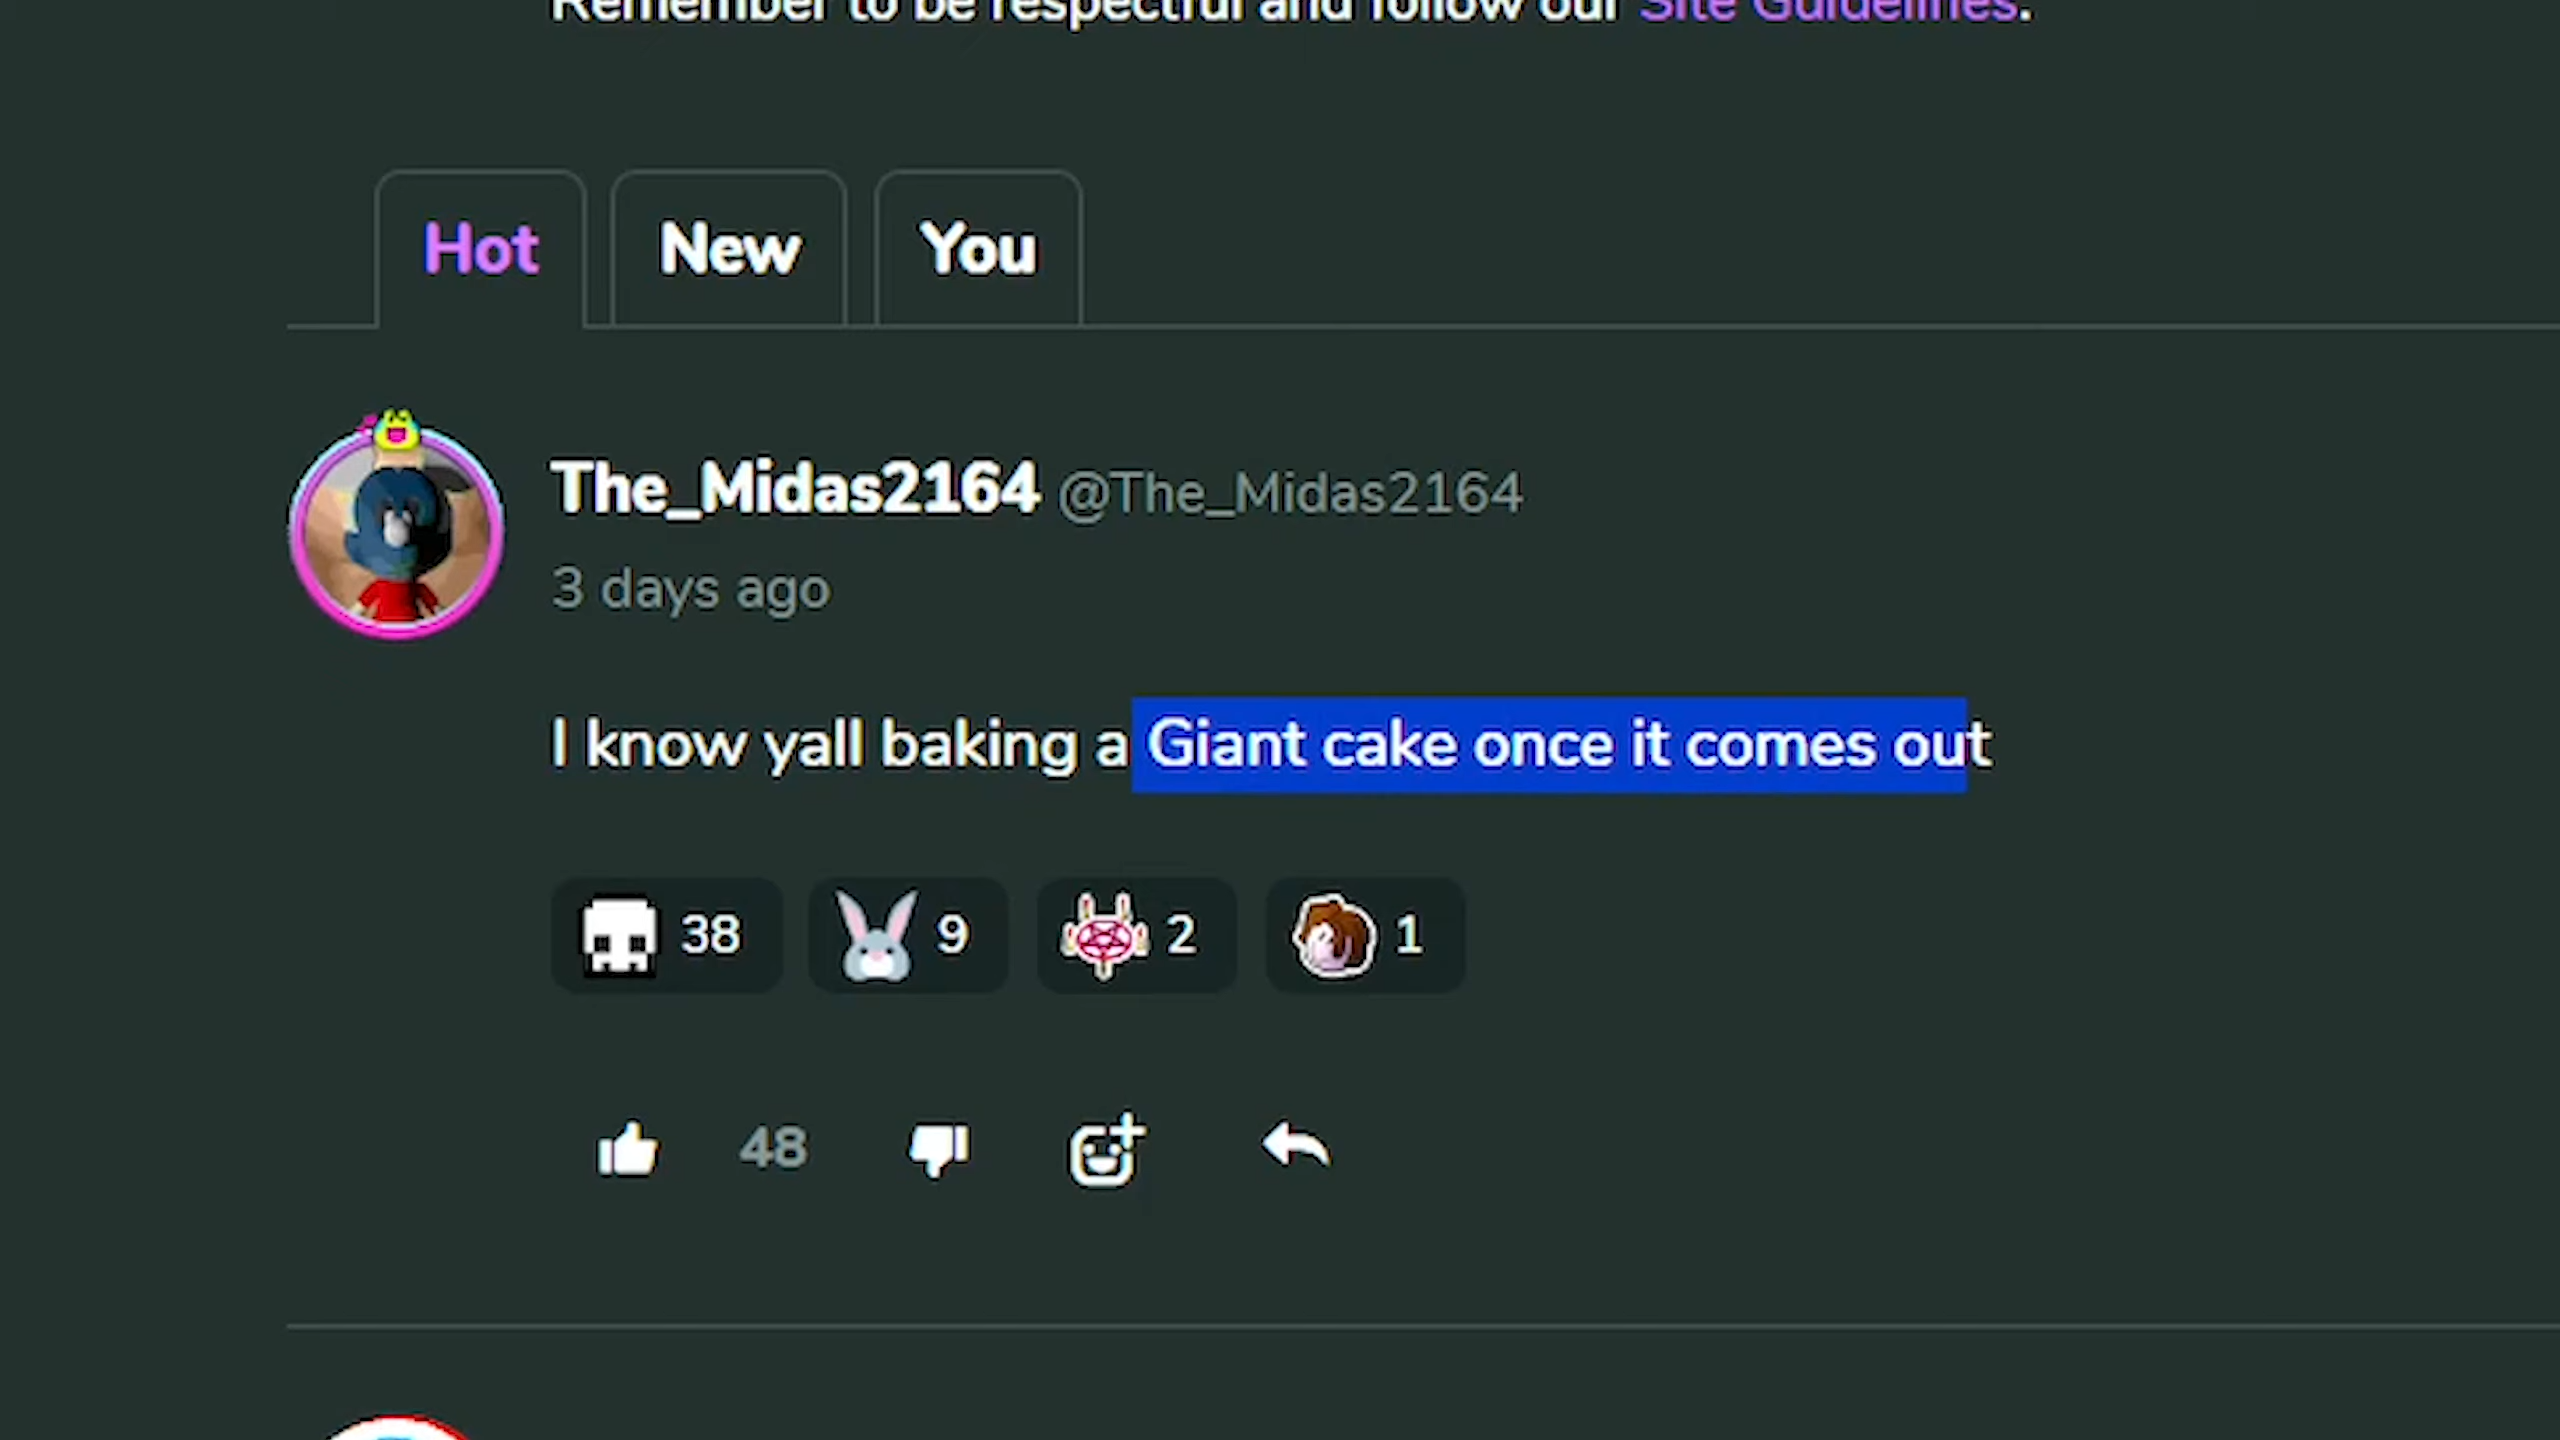 Remember to be respectful and follow our Site Guidelines.
Hot New You
The_Midas2164 @The_Midas2164
3 days ago
I know yall baking a Giant cake once it comes out
38 9 2 1
48